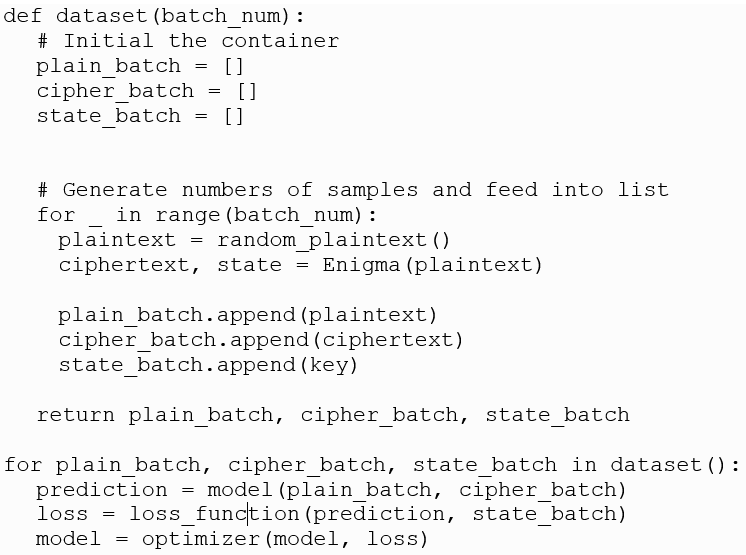 def dataset(batch_num):
# Initial the container
plain_batch = []
cipher_batch = []
state_batch = []
# Generate numbers of samples and feed into list
for _ in range(batch_num):
plaintext = random_plaintext()
ciphertext, state = Enigma(plaintext)
plain_batch.append(plaintext)
cipher_batch.append(ciphertext)
state_batch.append(key)
return plain_batch, cipher_batch, state_batch
for plain_batch, cipher_batch, state_batch in dataset():
prediction = model(plain_batch, cipher_batch)
loss = loss_function(prediction, state_batch)
model = optimizer(model, loss)